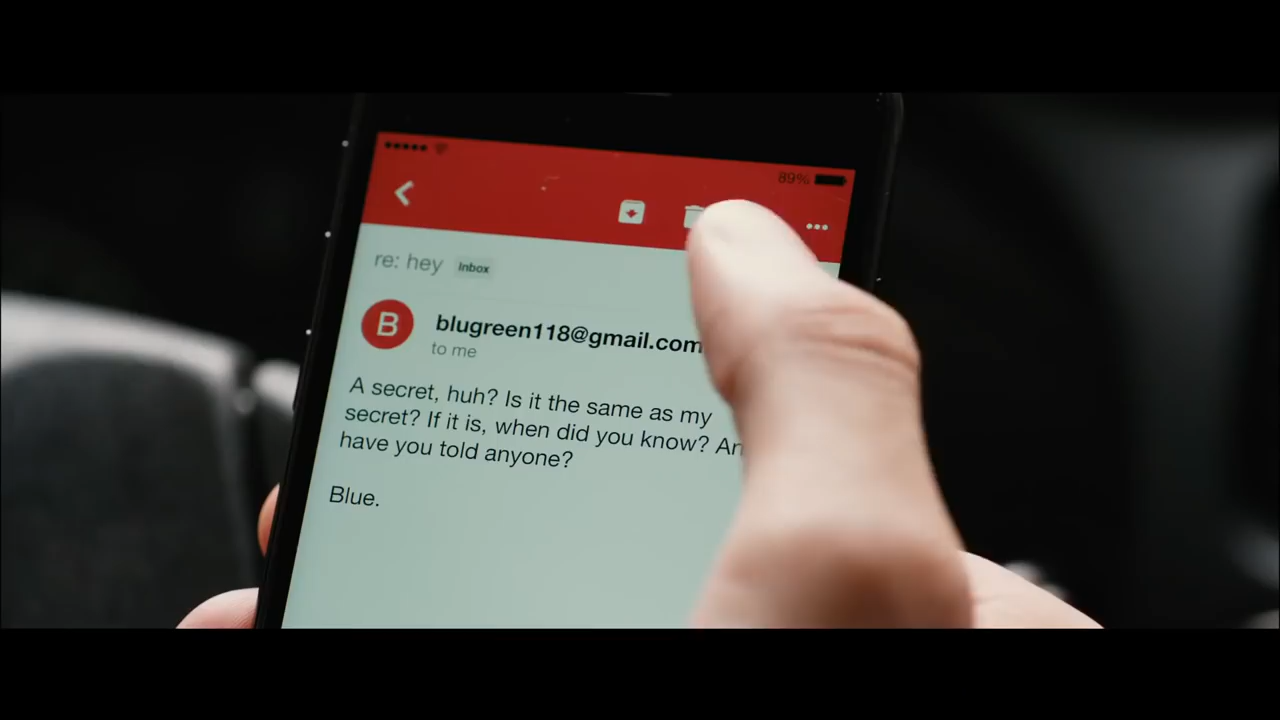 89%
re: hey Inbox
B
blugreen118@gmail.com
to me
A secret, huh? Is it the same as my
secret? If it is, when did you know?
have you told anyone?
Blue.